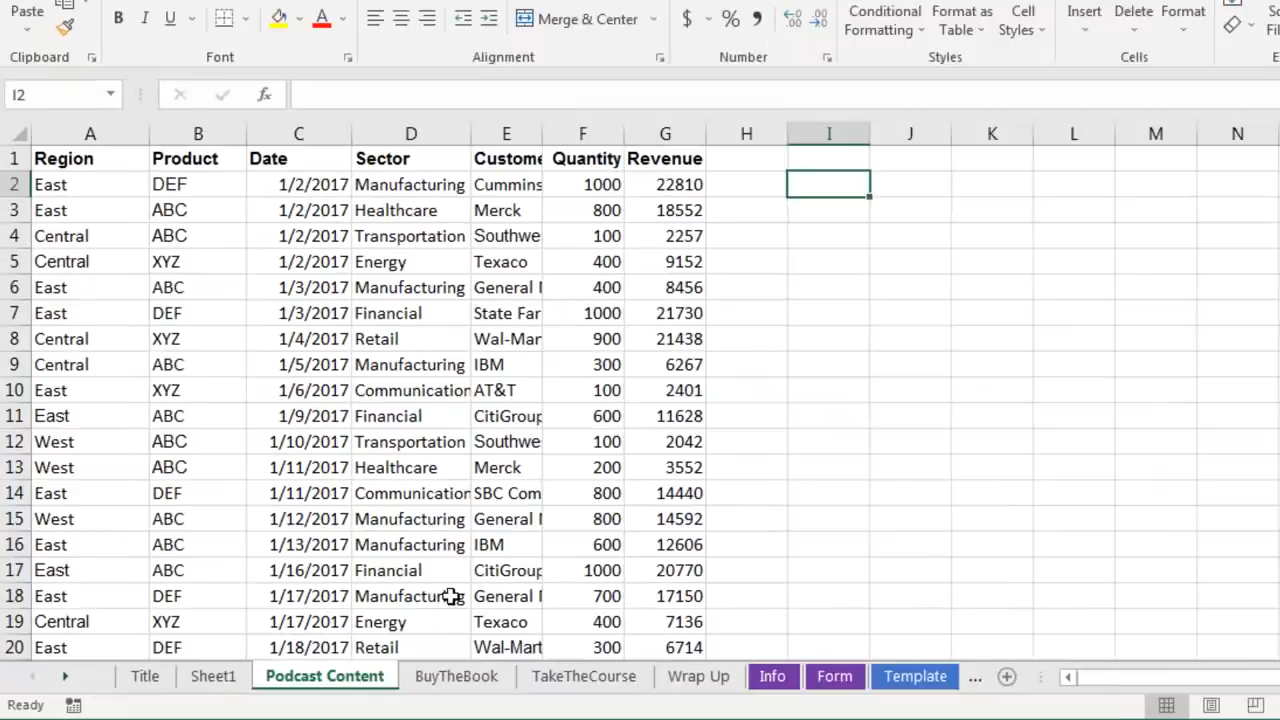 Paste
B I U A Merge & Center $ % , Conditional Formatting Format as Table Cell Styles Insert Delete Format
Clipboard Font Alignment Number Styles Cells
I2 fx
A B C D E F G H I J K L M N
1 Region Product Date Sector Custome Quantity Revenue
2 East DEF 1/2/2017 Manufacturing Cummins 1000 22810
3 East ABC 1/2/2017 Healthcare Merck 800 18552
4 Central ABC 1/2/2017 Transportation Southwe 100 2257
5 Central XYZ 1/2/2017 Energy Texaco 400 9152
6 East ABC 1/3/2017 Manufacturing General 400 8456
7 East DEF 1/3/2017 Financial State Far 1000 21730
8 Central XYZ 1/4/2017 Retail Wal-Mar 900 21438
9 Central ABC 1/5/2017 Manufacturing IBM 300 6267
10 East XYZ 1/6/2017 Communication AT&T 100 2401
11 East ABC 1/9/2017 Financial CitiGroup 600 11628
12 West ABC 1/10/2017 Transportation Southwe 100 2042
13 West ABC 1/11/2017 Healthcare Merck 200 3552
14 East DEF 1/11/2017 Communication SBC Com 800 14440
15 West ABC 1/12/2017 Manufacturing General 800 14592
16 East ABC 1/13/2017 Manufacturing IBM 600 12606
17 East ABC 1/16/2017 Financial CitiGroup 1000 20770
18 East DEF 1/17/2017 Manufacturing General 700 17150
19 Central XYZ 1/17/2017 Energy Texaco 400 7136
20 East DEF 1/18/2017 Retail Wal-Mart 300 6714
Title Sheet1 Podcast Content BuyTheBook TakeTheCourse Wrap Up Info Form Template ...
Ready